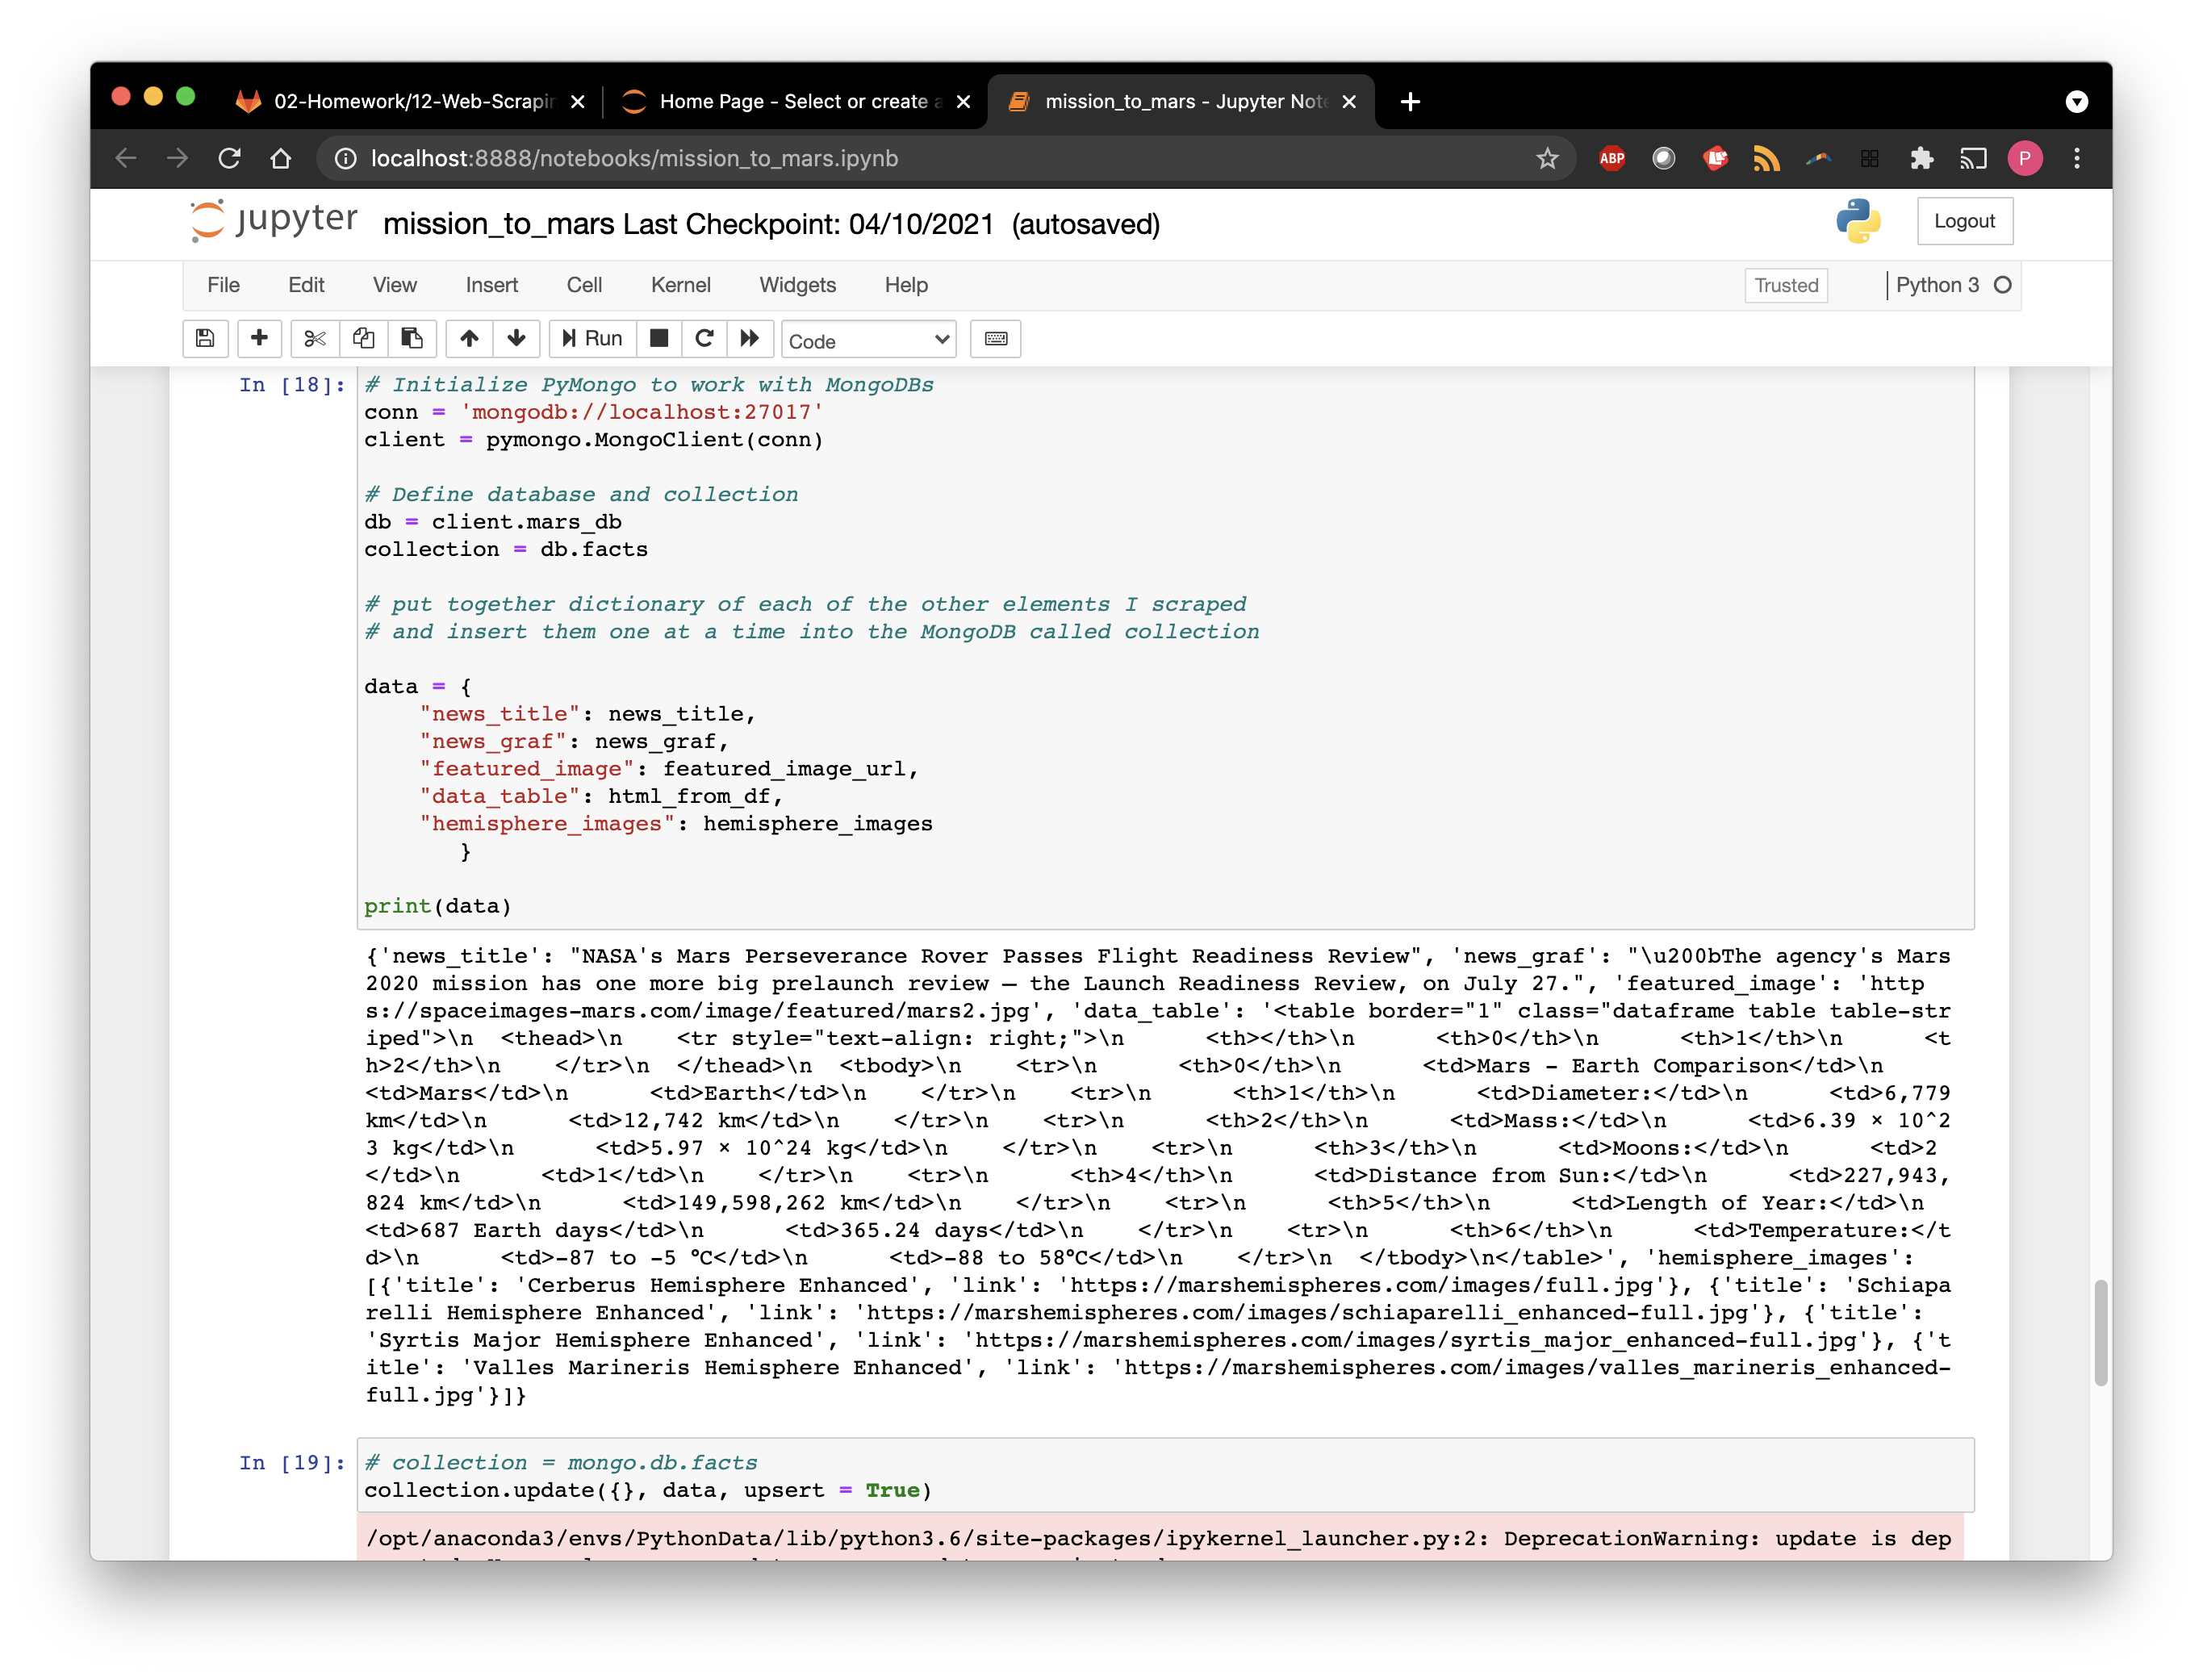 02-Homework/12-Web-Scrapin
Home Page - Select or create a
mission_to_mars - Jupyter Note
localhost:8888/notebooks/mission_to_mars.ipynb
ABP
P
jupyter mission_to_mars Last Checkpoint: 04/10/2021 (autosaved)
Logout
File Edit View Insert Cell Kernel Widgets Help
Trusted
Python 3
Run
Code
In [18]: # Initialize PyMongo to work with MongoDBs
conn = 'mongodb://localhost:27017'
client = pymongo.MongoClient(conn)
# Define database and collection
db = client.mars_db
collection = db.facts
# put together dictionary of each of the other elements I scraped
# and insert them one at a time into the MongoDB called collection
data = {
"news_title": news_title,
"news_graf": news_graf,
"featured_image": featured_image_url,
"data_table": html_from_df,
"hemisphere_images": hemisphere_images
}
print(data)
{'news_title': "NASA's Mars Perseverance Rover Passes Flight Readiness Review", 'news_graf': "\u200bThe agency's Mars
2020 mission has one more big prelaunch review — the Launch Readiness Review, on July 27.", 'featured_image': 'http
s://spaceimages-mars.com/image/featured/mars2.jpg', 'data_table': '<table border="1" class="dataframe table table-str
iped">\n  <thead>\n    <tr style="text-align: right;">\n      <th></th>\n      <th>0</th>\n      <th>1</th>\n      <t
h>2</th>\n    </tr>\n  </thead>\n  <tbody>\n    <tr>\n      <th>0</th>\n      <td>Mars - Earth Comparison</td>\n
<td>Mars</td>\n      <td>Earth</td>\n    </tr>\n    <tr>\n      <th>1</th>\n      <td>Diameter:</td>\n      <td>6,779
km</td>\n      <td>12,742 km</td>\n    </tr>\n    <tr>\n      <th>2</th>\n      <td>Mass:</td>\n      <td>6.39 × 10^2
3 kg</td>\n      <td>5.97 × 10^24 kg</td>\n    </tr>\n    <tr>\n      <th>3</th>\n      <td>Moons:</td>\n      <td>2
</td>\n      <td>1</td>\n    </tr>\n    <tr>\n      <th>4</th>\n      <td>Distance from Sun:</td>\n      <td>227,943,
824 km</td>\n      <td>149,598,262 km</td>\n    </tr>\n    <tr>\n      <th>5</th>\n      <td>Length of Year:</td>\n
<td>687 Earth days</td>\n      <td>365.24 days</td>\n    </tr>\n    <tr>\n      <th>6</th>\n      <td>Temperature:</t
d>\n      <td>-87 to -5 °C</td>\n      <td>-88 to 58°C</td>\n    </tr>\n  </tbody>\n</table>', 'hemisphere_images':
[{'title': 'Cerberus Hemisphere Enhanced', 'link': 'https://marshemispheres.com/images/full.jpg'}, {'title': 'Schiapa
relli Hemisphere Enhanced', 'link': 'https://marshemispheres.com/images/schiaparelli_enhanced-full.jpg'}, {'title':
'Syrtis Major Hemisphere Enhanced', 'link': 'https://marshemispheres.com/images/syrtis_major_enhanced-full.jpg'}, {'t
itle': 'Valles Marineris Hemisphere Enhanced', 'link': 'https://marshemispheres.com/images/valles_marineris_enhanced-
full.jpg'}]}
In [19]: # collection = mongo.db.facts
collection.update({}, data, upsert = True)
/opt/anaconda3/envs/PythonData/lib/python3.6/site-packages/ipykernel_launcher.py:2: DeprecationWarning: update is dep